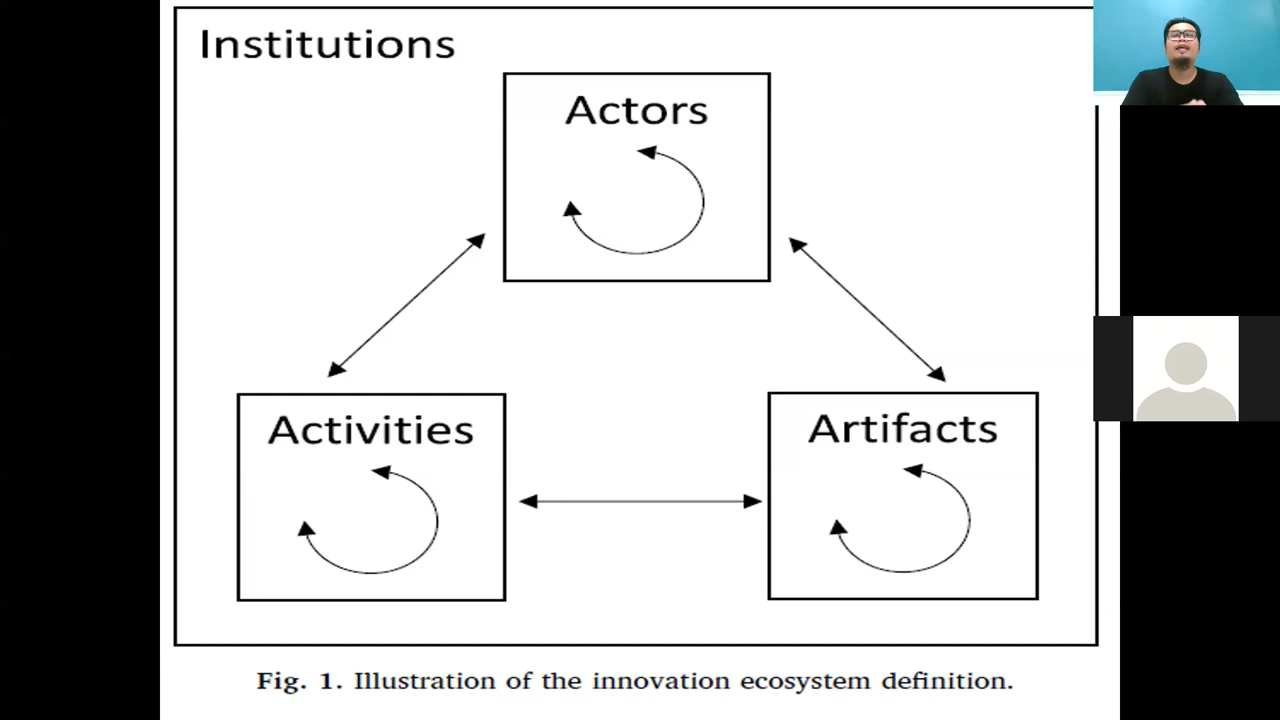 Institutions
Actors
Activities
Artifacts
Fig. 1. Illustration of the innovation ecosystem definition.